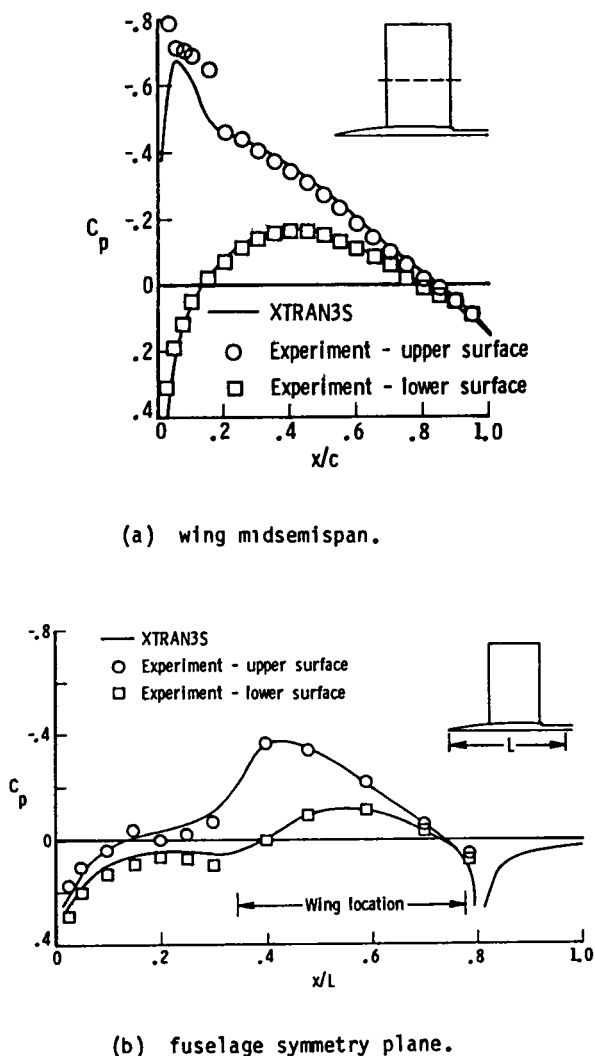 -.8
-.6
-.4
-.2
0
.2
.4
C_p
XTRAN3S
Experiment - upper surface
Experiment - lower surface
0 .2 .4 .6 .8 1.0
x/c
(a) wing midsemispan.
-.8
-.4
0
.4
C_p
XTRAN3S
Experiment - upper surface
Experiment - lower surface
L
Wing location
0 .2 .4 .6 .8 1.0
x/L
(b) fuselage symmetry plane.